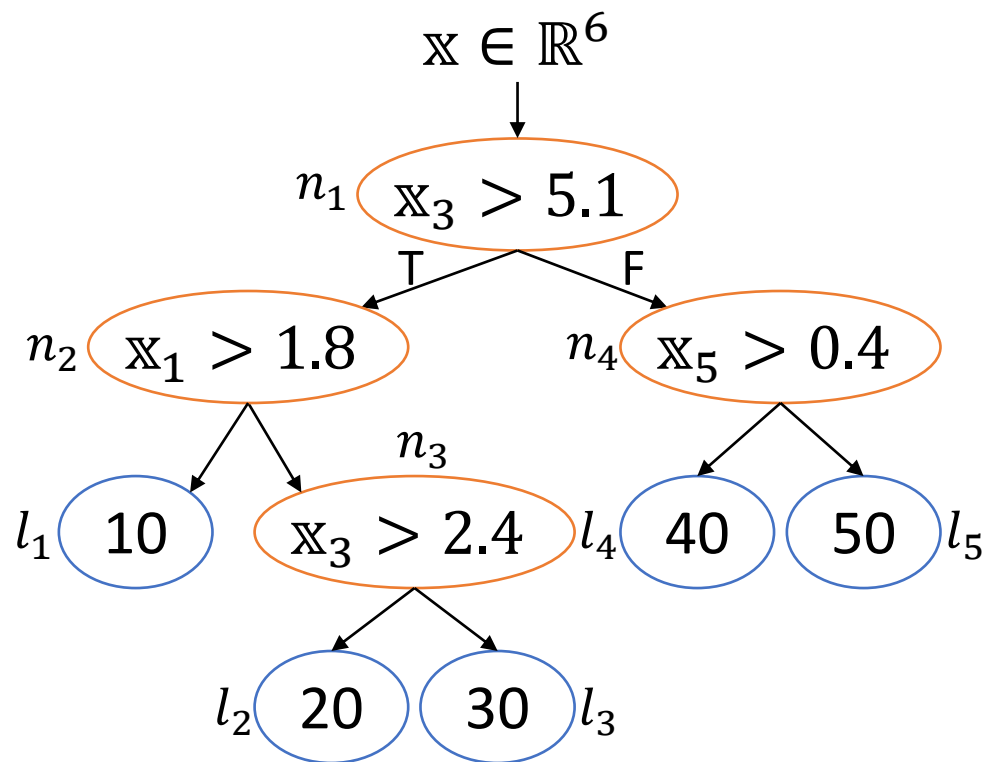 𝕩 ∈ ℝ⁶
n₁ 𝕩₃ > 5.1
T F
n₂ 𝕩₁ > 1.8 n₄ 𝕩₅ > 0.4
n₃
l₁ 10 𝕩₃ > 2.4 l₄ 40 50 l₅
l₂ 20 30 l₃